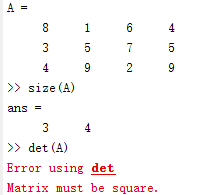 A =
8 1 6 4
3 5 7 5
4 9 2 9
>> size(A)
ans =
3 4
>> det(A)
Error using det
Matrix must be square.